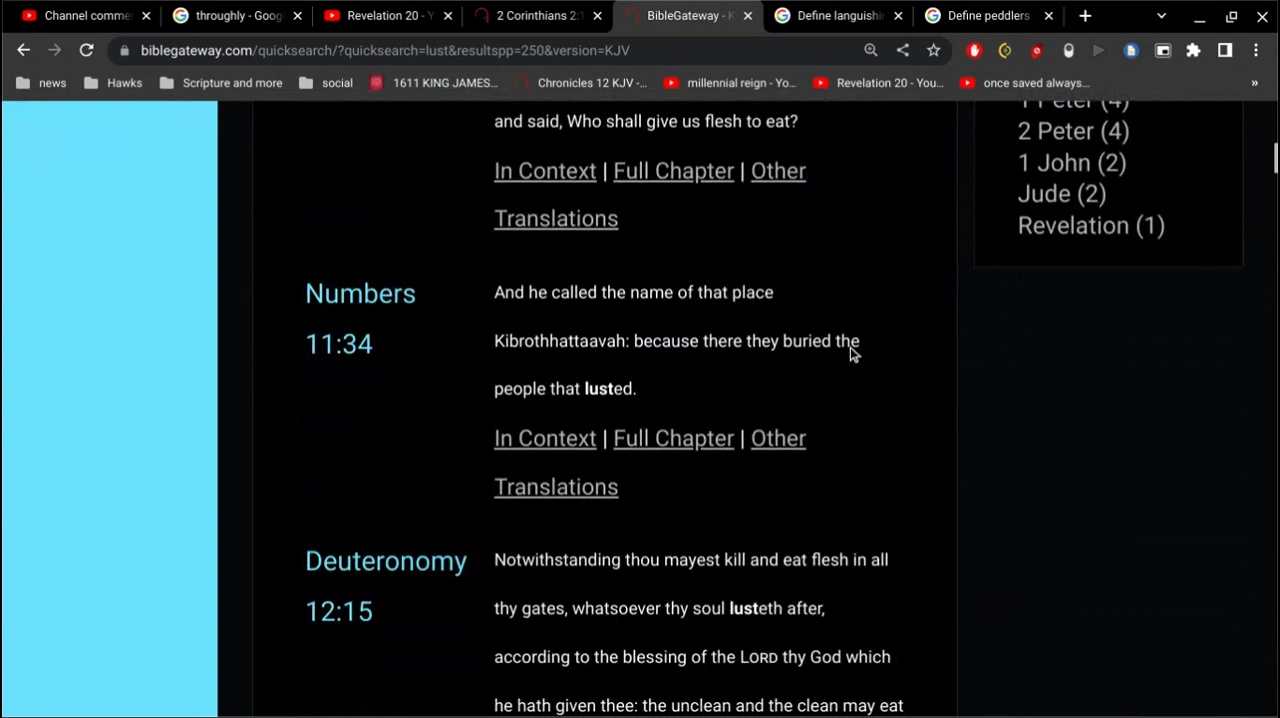 Channel comme
throughly - Goog
Revelation 20 - Y
2 Corinthians 2:1
BibleGateway - K
Define languishi
Define peddlers
biblegateway.com/quicksearch/?quicksearch=lust&resultspp=250&version=KJV
news
Hawks
Scripture and more
social
1611 KING JAMES...
Chronicles 12 KJV -...
millennial reign - Yo...
Revelation 20 - You...
once saved always...
»
and said, Who shall give us flesh to eat?
In Context | Full Chapter | Other
Translations
Numbers
11:34
And he called the name of that place
Kibrothhattaavah: because there they buried the
people that lusted.
In Context | Full Chapter | Other
Translations
Deuteronomy
12:15
Notwithstanding thou mayest kill and eat flesh in all
thy gates, whatsoever thy soul lusteth after,
according to the blessing of the LORD thy God which
he hath given thee: the unclean and the clean may eat
1 Peter (4)
2 Peter (4)
1 John (2)
Jude (2)
Revelation (1)